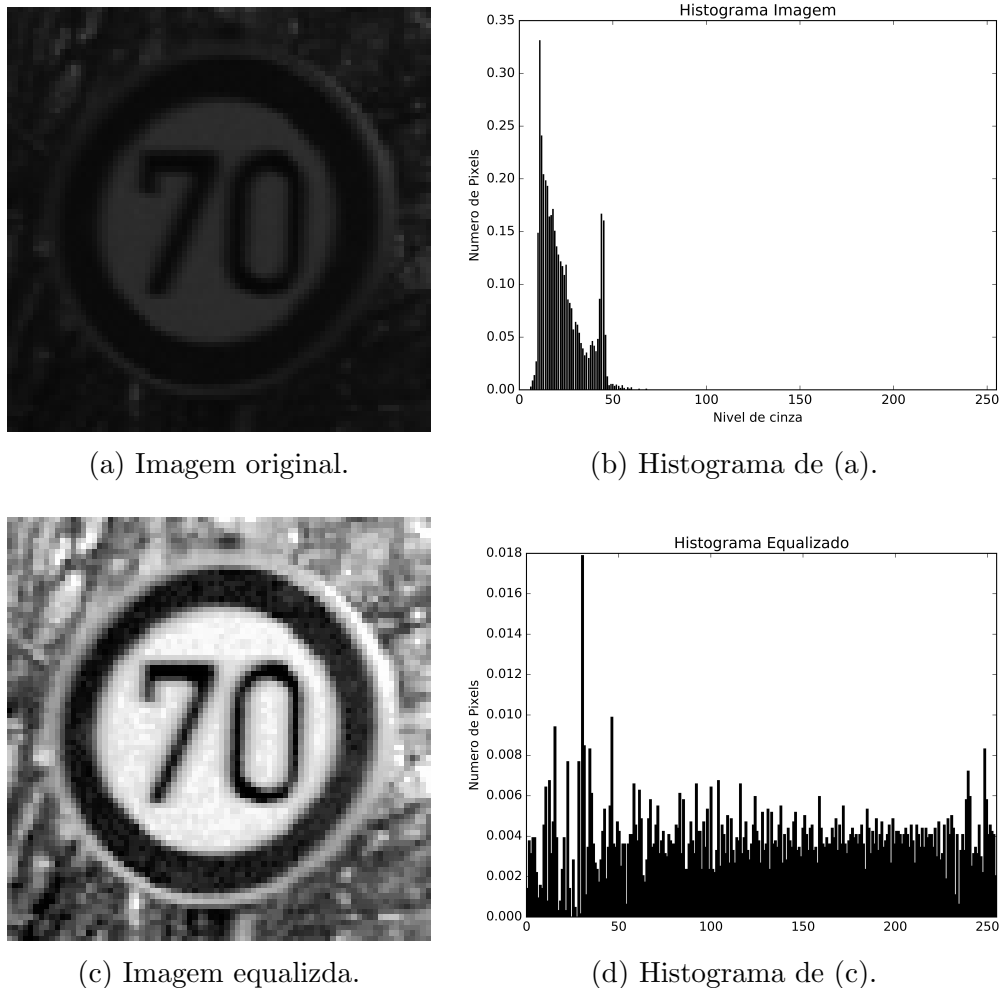 70
Histograma Imagem
0.35
0.30
0.25
0.20
0.15
0.10
0.05
0.00
Numero de Pixels
0 50 100 150 200 250
Nivel de cinza
(a) Imagem original.
(b) Histograma de (a).
70
Histograma Equalizado
0.018
0.016
0.014
0.012
0.010
0.008
0.006
0.004
0.002
0.000
Numero de Pixels
0 50 100 150 200 250
(c) Imagem equalizda.
(d) Histograma de (c).